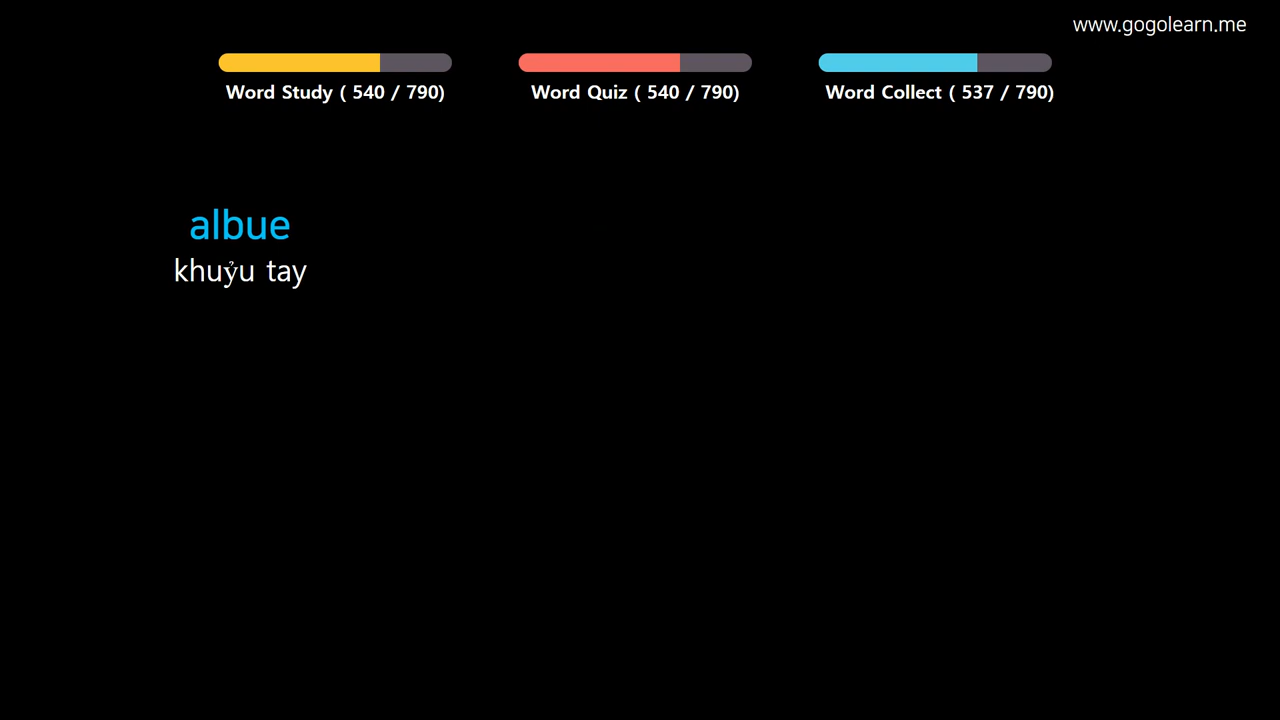 www.gogolearn.me
Word Study ( 540 / 790)
Word Quiz ( 540 / 790)
Word Collect ( 537 / 790)
albue
khuỷu tay